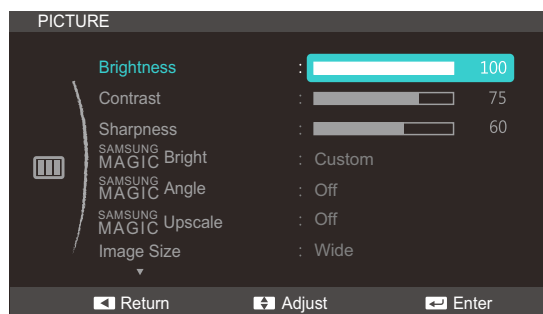 PICTURE
Brightness : 100
Contrast : 75
Sharpness : 60
SAMSUNG MAGIC Bright : Custom
SAMSUNG MAGIC Angle : Off
SAMSUNG MAGIC Upscale : Off
Image Size : Wide
Return Adjust Enter